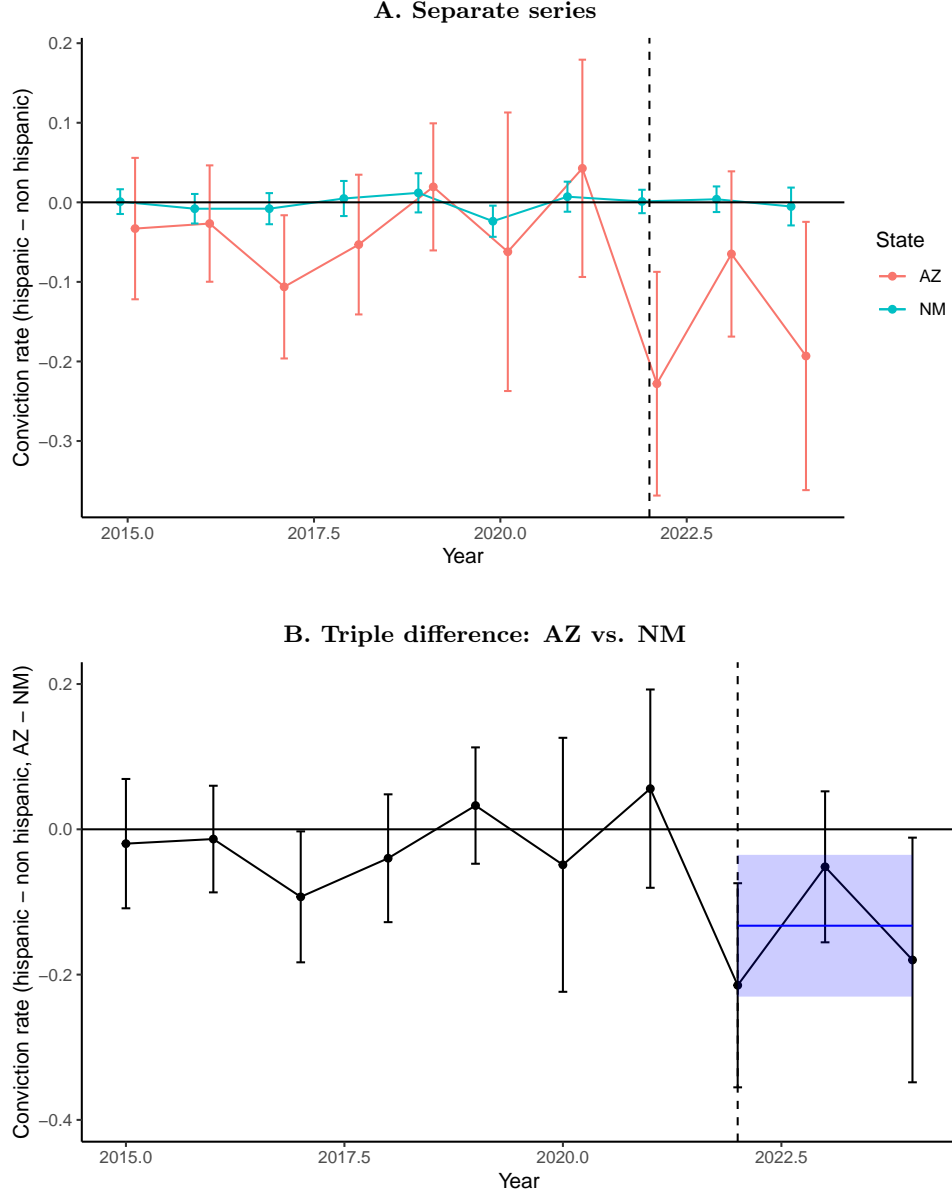 A. Separate series
Conviction rate (hispanic − non hispanic)
0.2
0.1
0.0
−0.1
−0.2
−0.3
2015.0 2017.5 2020.0 2022.5
Year
State
AZ
NM
B. Triple difference: AZ vs. NM
Conviction rate (hispanic − non hispanic, AZ − NM)
0.2
0.0
−0.2
−0.4
2015.0 2017.5 2020.0 2022.5
Year